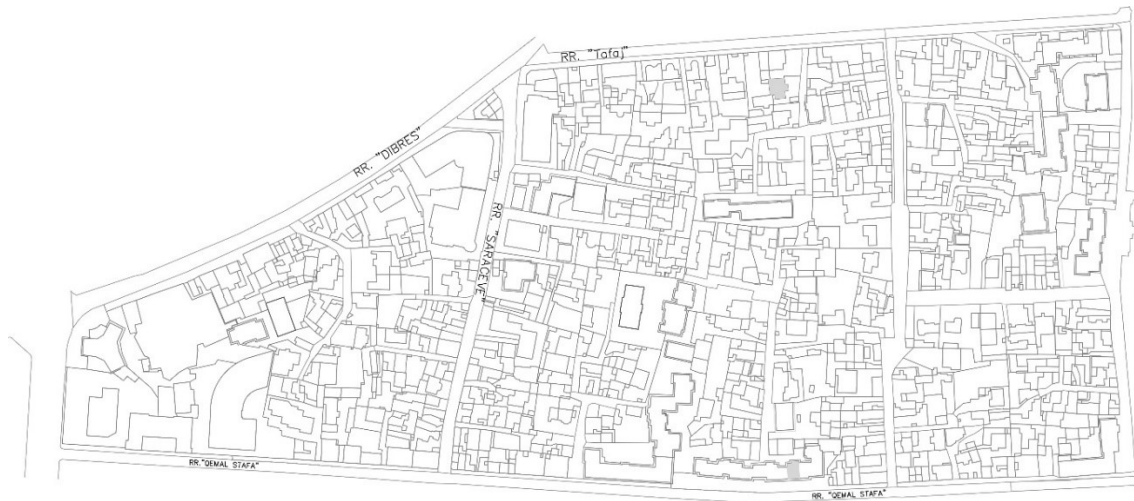 RR. "Tafaj"
RR. "DIBRES"
RR. "SARACEVE"
RR."QEMAL STAFA"
RR. "QEMAL STAFA"